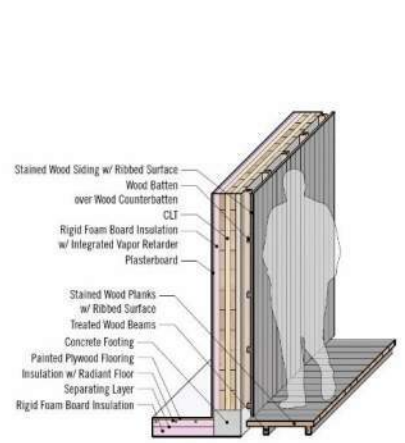 Stained Wood Siding w/ Ribbed Surface
Wood Batten
over Wood Counterbatten
CLT
Rigid Foam Board Insulation
w/ Integrated Vapor Retarder
Plasterboard
Stained Wood Planks
w/ Ribbed Surface
Treated Wood Beams
Concrete Footing
Painted Plywood Flooring
Insulation w/ Radiant Floor
Separating Layer
Rigid Foam Board Insulation